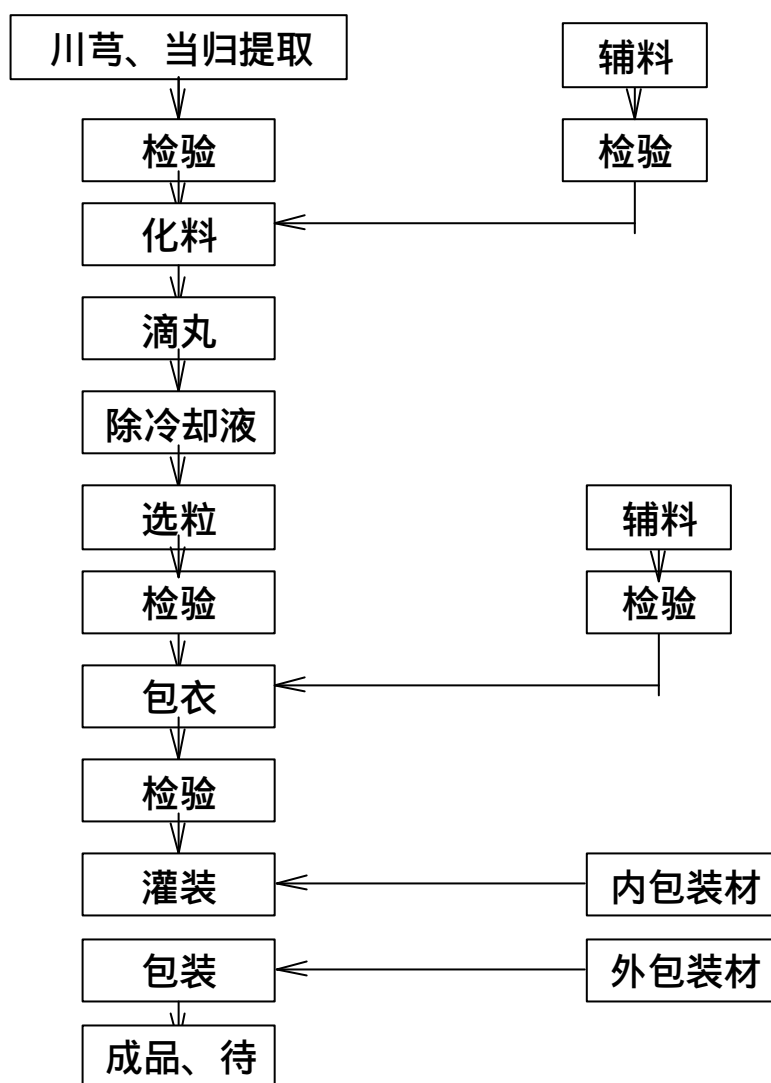 川芎、当归提取
辅料
检验
检验
化料
滴丸
除冷却液
选粒
辅料
检验
检验
包衣
检验
灌装
内包装材
包装
外包装材
成品、待